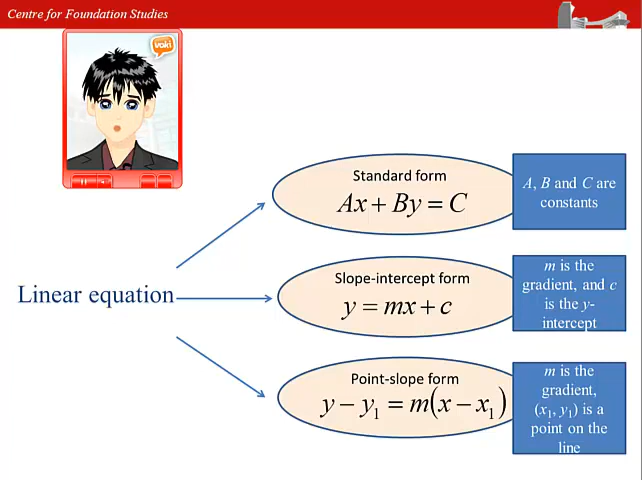 Centre for Foundation Studies
voki
Standard form
Ax + By = C
A, B and C are
constants
Linear equation
Slope-intercept form
y = mx + c
m is the
gradient, and c
is the y-
intercept
Point-slope form
y − y₁ = m(x − x₁)
m is the
gradient,
(x₁, y₁) is a
point on the
line